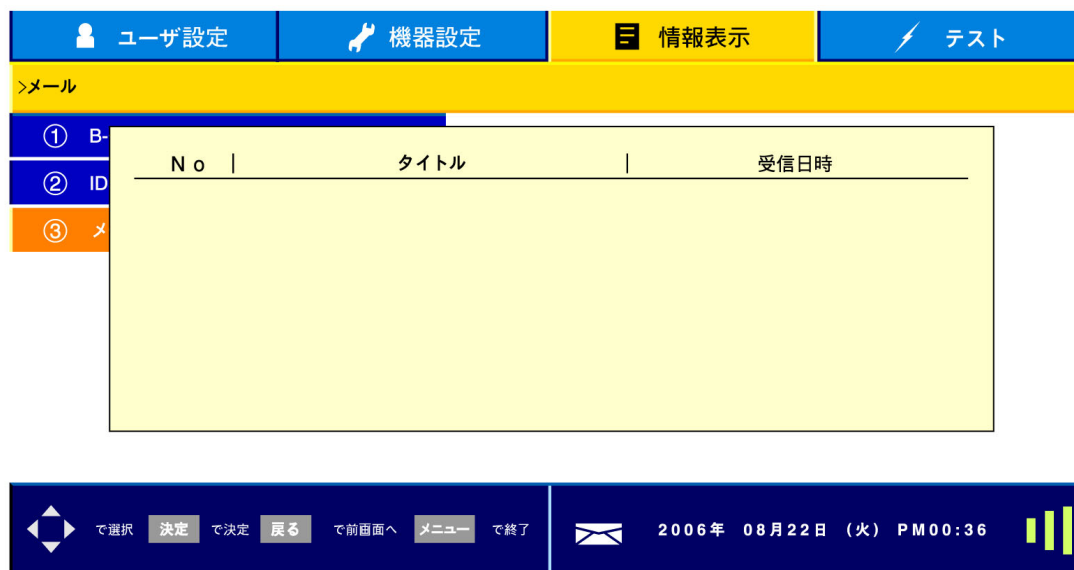 ユーザ設定 機器設定 情報表示 テスト
>メール
① B-
② ID
③ メ
No | タイトル | 受信日時
で選択 決定 で決定 戻る で前画面へ メニュー で終了
2006年 08月22日 (火) PM00:36